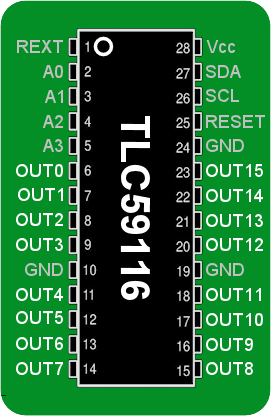 REXT 1 28 Vcc
A0 2 27 SDA
A1 3 26 SCL
A2 4 25 RESET
A3 5 24 GND
OUT0 6 23 OUT15
OUT1 7 22 OUT14
OUT2 8 21 OUT13
OUT3 9 20 OUT12
GND 10 19 GND
OUT4 11 18 OUT11
OUT5 12 17 OUT10
OUT6 13 16 OUT9
OUT7 14 15 OUT8
TLC59116